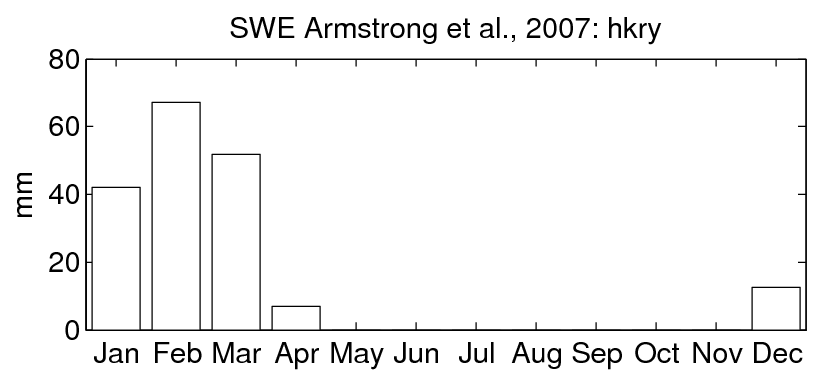 SWE Armstrong et al., 2007: hkry
80
60
40
20
0
mm
Jan Feb Mar Apr May Jun Jul Aug Sep Oct Nov Dec